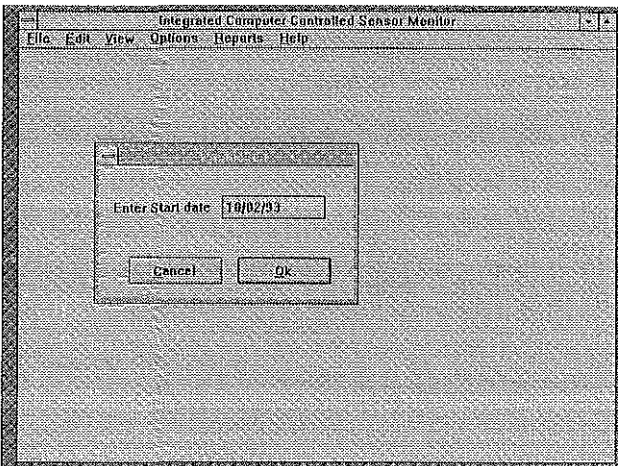 Integrated Computer Controlled Sensor Monitor
File Edit View Options Reports Help
Enter Start date 10/02/93
Cancel Ok